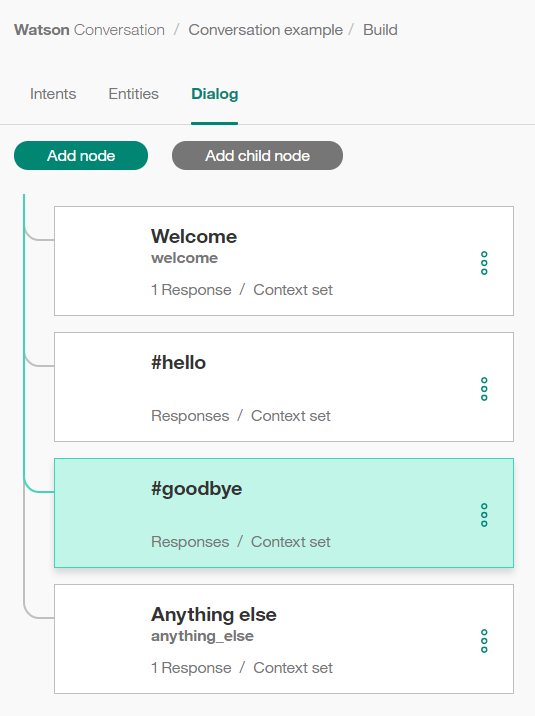 Watson Conversation / Conversation example / Build
Intents Entities Dialog
Add node Add child node
Welcome
welcome
1 Response / Context set
#hello
Responses / Context set
#goodbye
Responses / Context set
Anything else
anything_else
1 Response / Context set